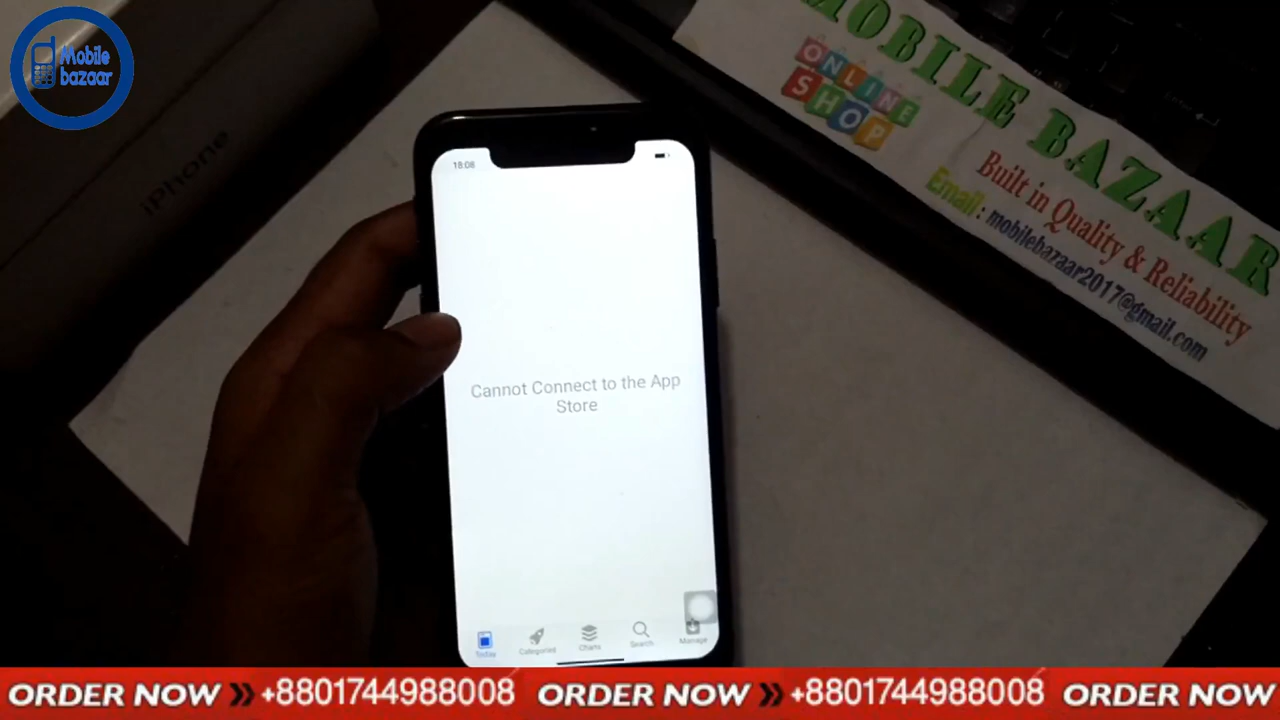 Mobile
bazaar
iPhone
MOBILE BAZAAR
ONLINE
SHOP
Built in Quality & Reliability
Email: mobilebazaar2017@gmail.com
18:08
Cannot Connect to the App
Store
Today
Categories
Charts
Search
Manage
ORDER NOW >> +8801744988008 ORDER NOW >> +8801744988008 ORDER NOW